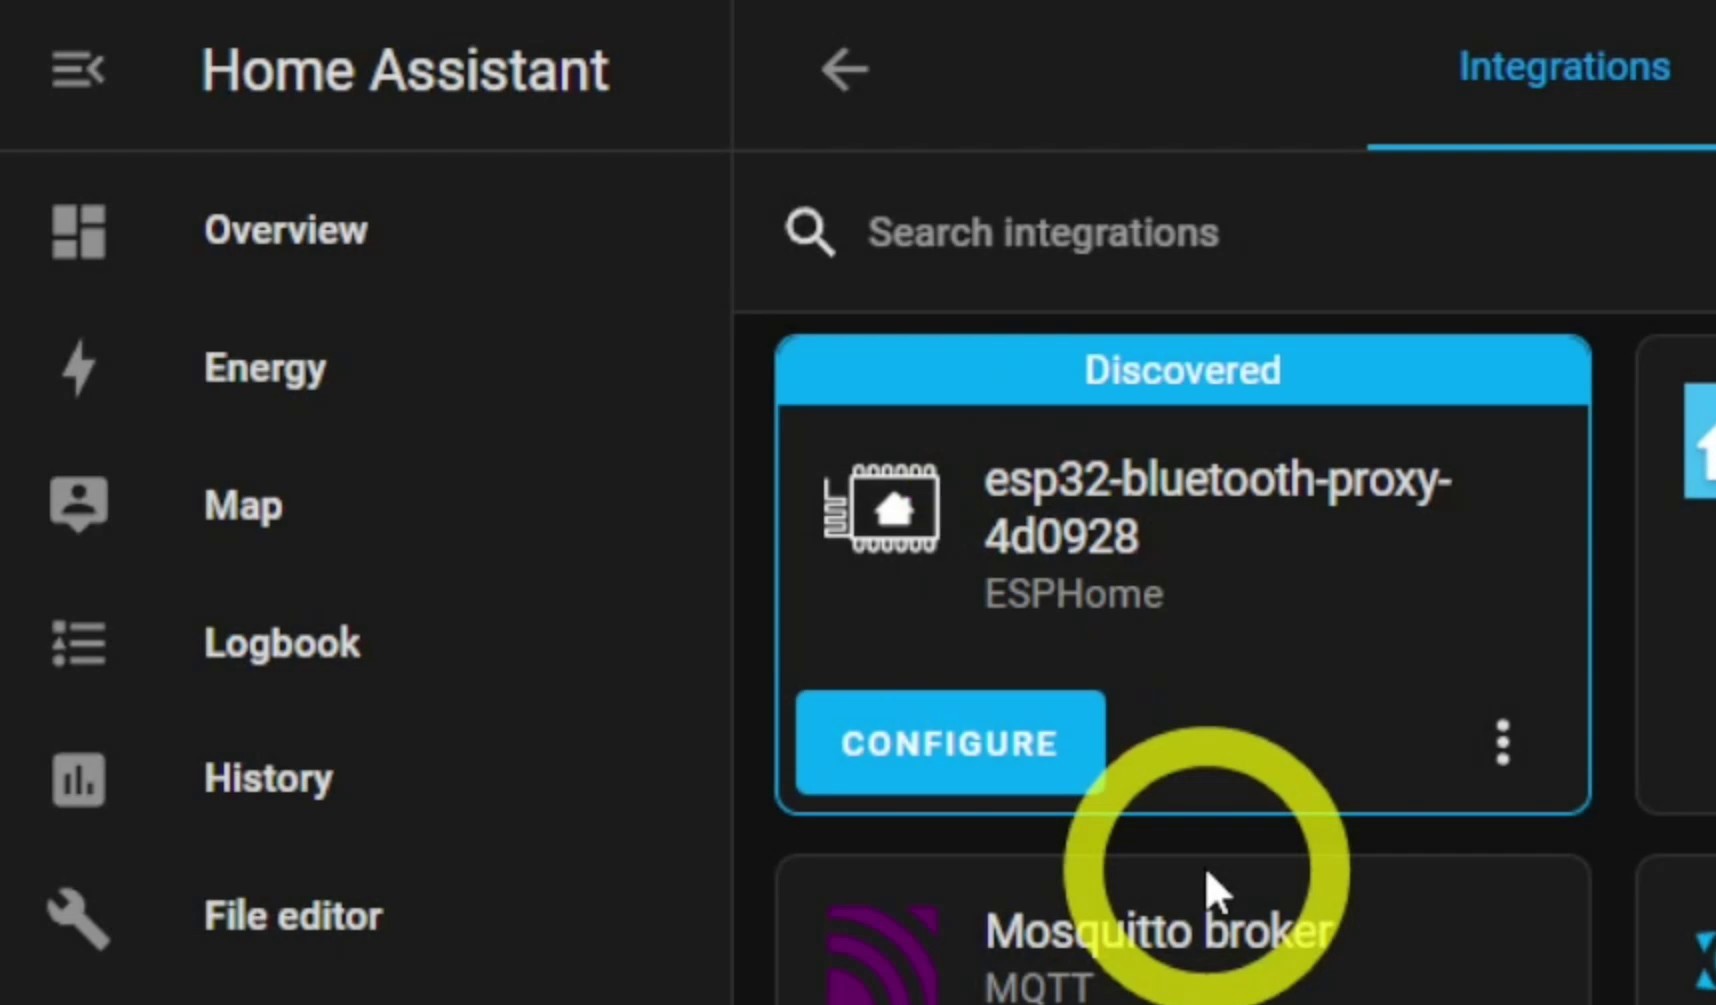 Home Assistant
Integrations
Overview
Search integrations
Energy
Discovered
Map
esp32-bluetooth-proxy-
4d0928
ESPHome
Logbook
CONFIGURE
History
File editor
Mosquitto broker
MQTT